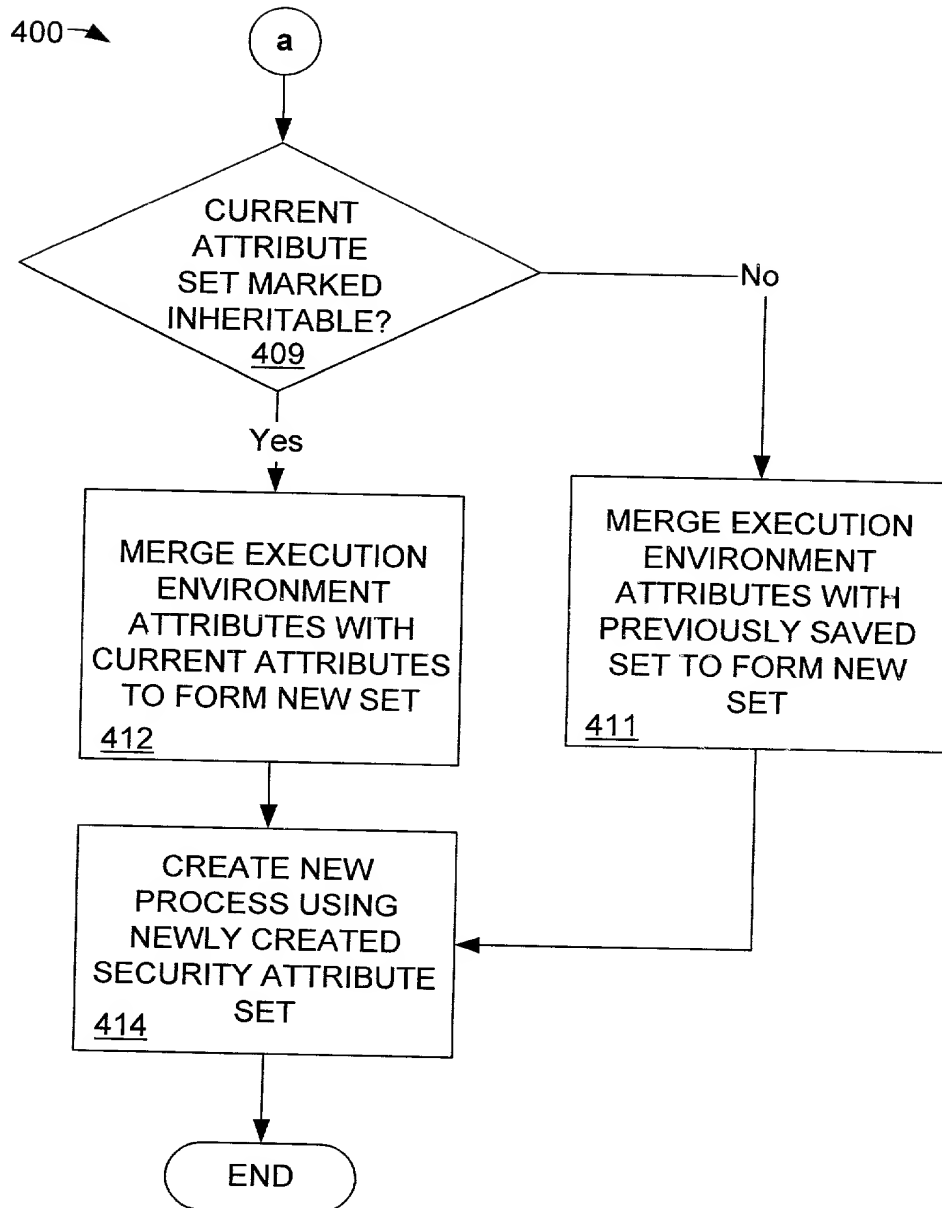 400
a
CURRENT
ATTRIBUTE
SET MARKED
INHERITABLE?
409
No
Yes
MERGE EXECUTION
ENVIRONMENT
ATTRIBUTES WITH
CURRENT ATTRIBUTES
TO FORM NEW SET
412
MERGE EXECUTION
ENVIRONMENT
ATTRIBUTES WITH
PREVIOUSLY SAVED
SET TO FORM NEW
SET
411
CREATE NEW
PROCESS USING
NEWLY CREATED
SECURITY ATTRIBUTE
SET
414
END